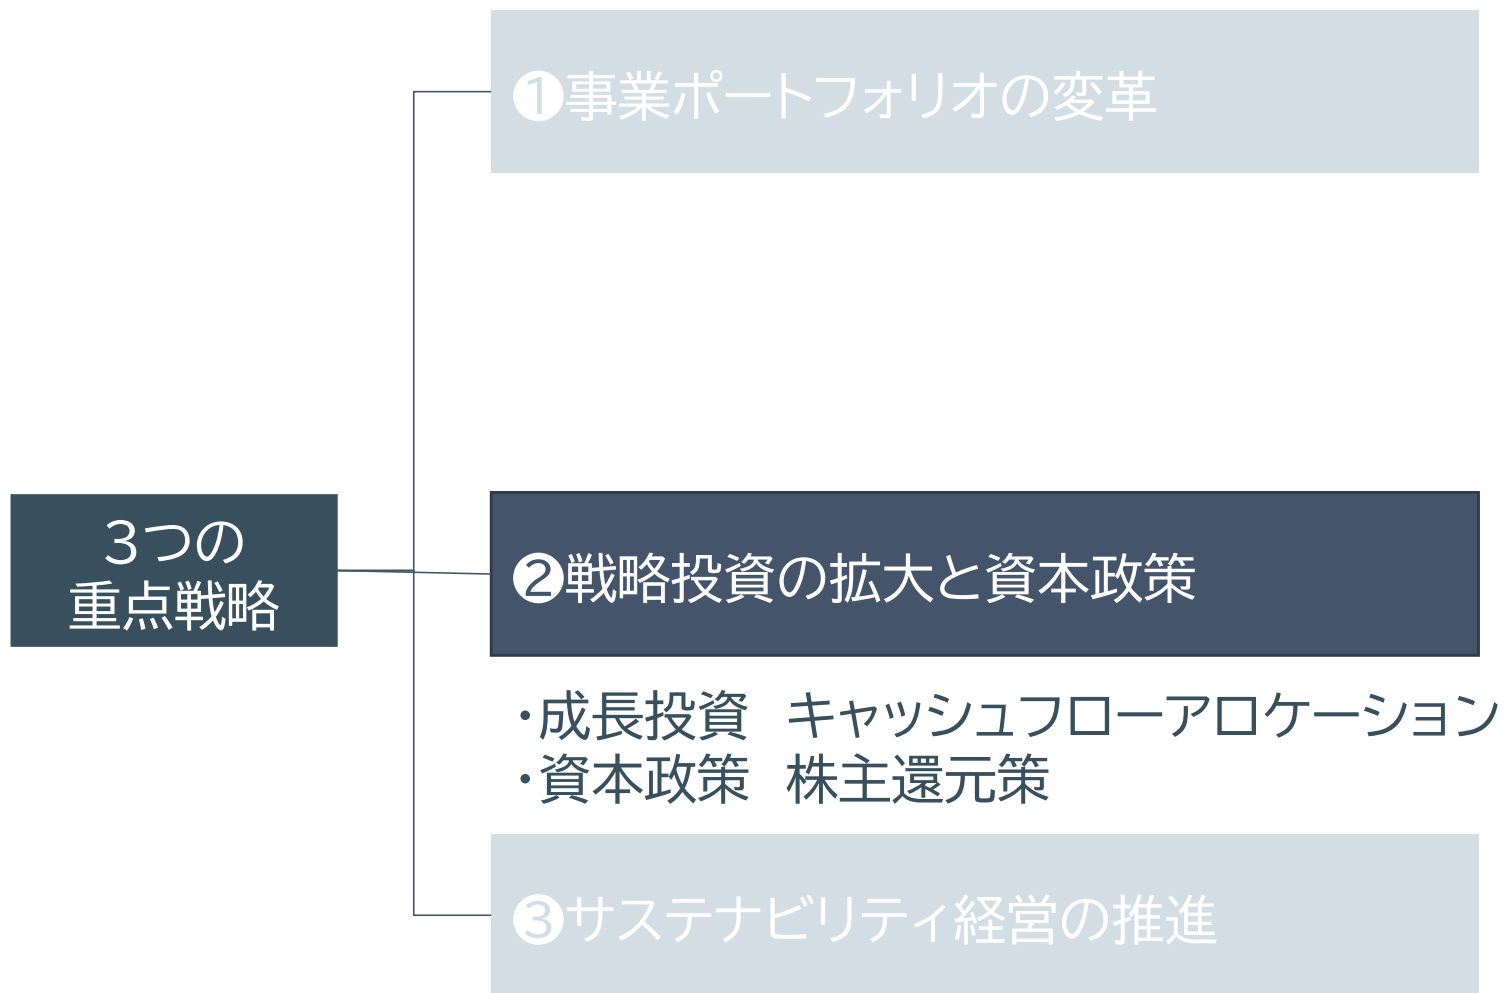 ❶事業ポートフォリオの変革
３つの
重点戦略
❷戦略投資の拡大と資本政策
・成長投資　キャッシュフローアロケーション
・資本政策　株主還元策
❸サステナビリティ経営の推進